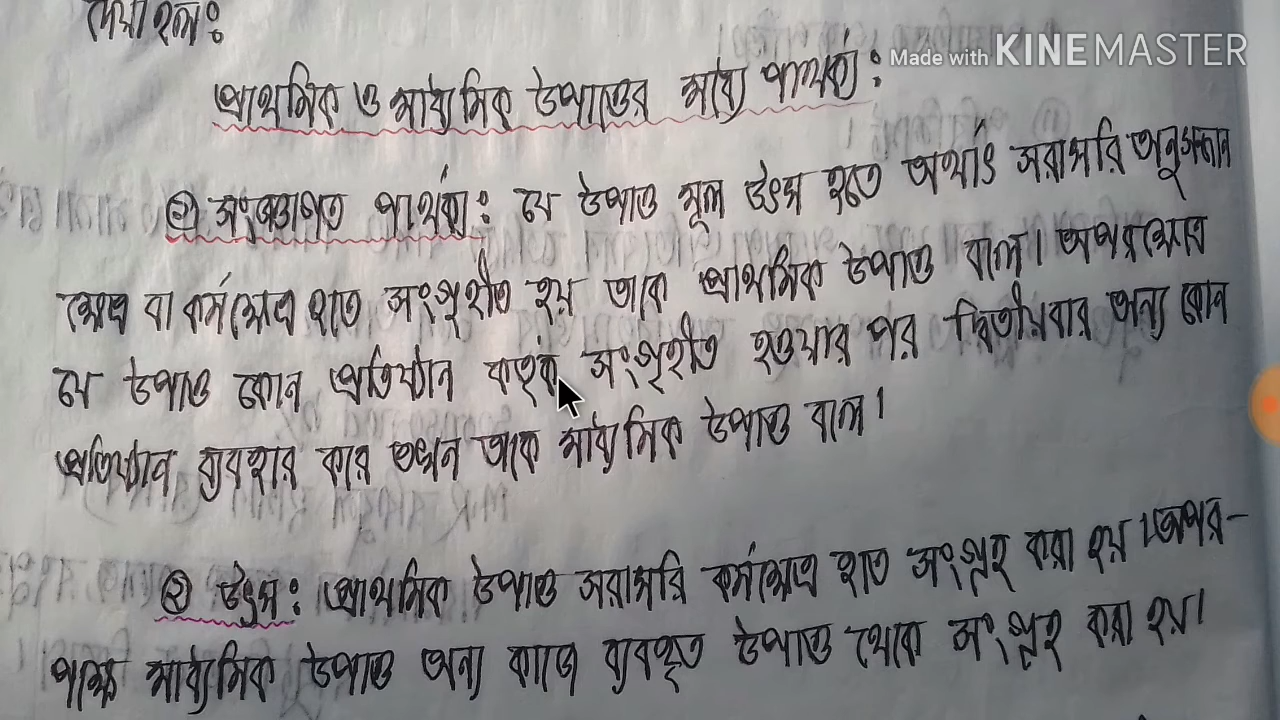 দেয়া হলঃ
Made with KINEMASTER
প্রাথমিক ও মাধ্যমিক উপাত্তের মধ্যে পার্থক্যঃ
১) সংজ্ঞাগত পার্থক্যঃ যে উপাত্ত মূল উৎস হতে অর্থাৎ সরাসরি অনুসন্ধান
ক্ষেত্র বা কর্মক্ষেত্র হতে সংগৃহীত হয় তাকে প্রাথমিক উপাত্ত বলে। অপরক্ষেত্রে
যে উপাত্ত কোন প্রতিষ্ঠান কর্তৃক সংগৃহীত হওয়ার পর দ্বিতীয়বার অন্য কোন
প্রতিষ্ঠান ব্যবহার করে তখন তাকে মাধ্যমিক উপাত্ত বলে।
২) উৎসঃ প্রাথমিক উপাত্ত সরাসরি কর্মক্ষেত্র হতে সংগ্রহ করা হয়। অপর-
পক্ষে মাধ্যমিক উপাত্ত অন্য কাজে ব্যবহৃত উপাত্ত থেকে সংগ্রহ করা হয়।